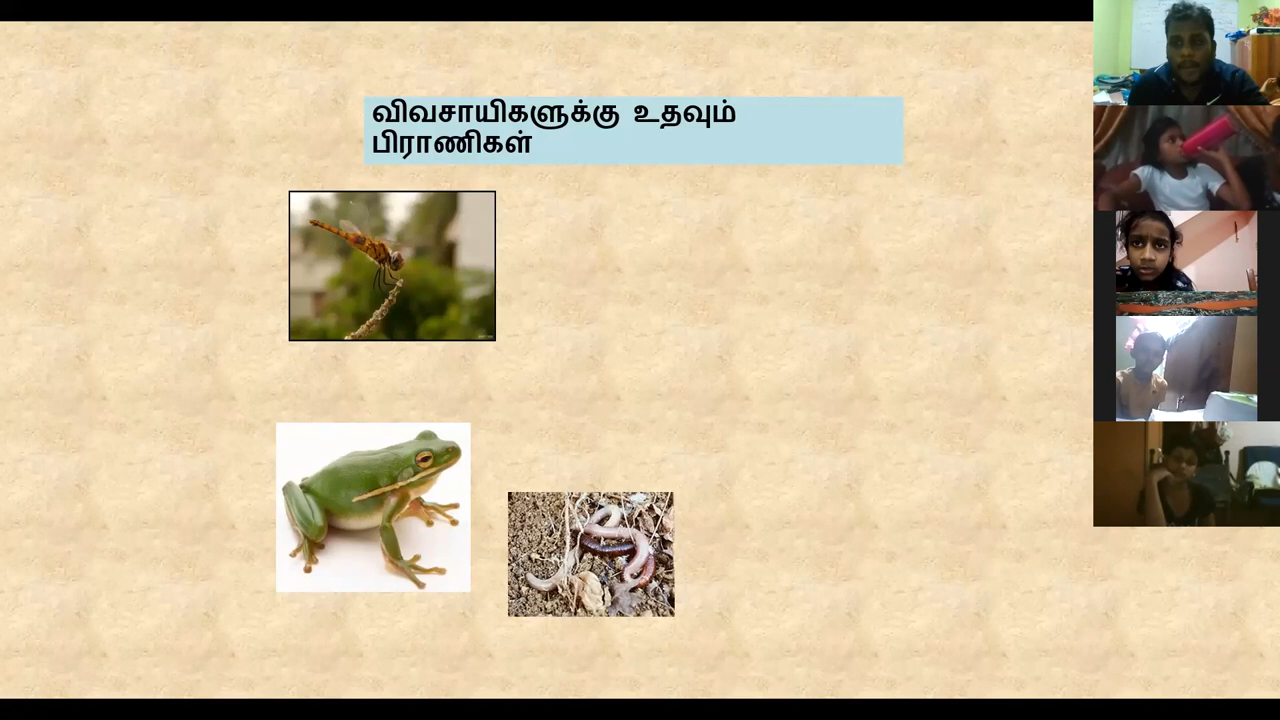 விவசாயிகளுக்கு உதவும்
பிராணிகள்